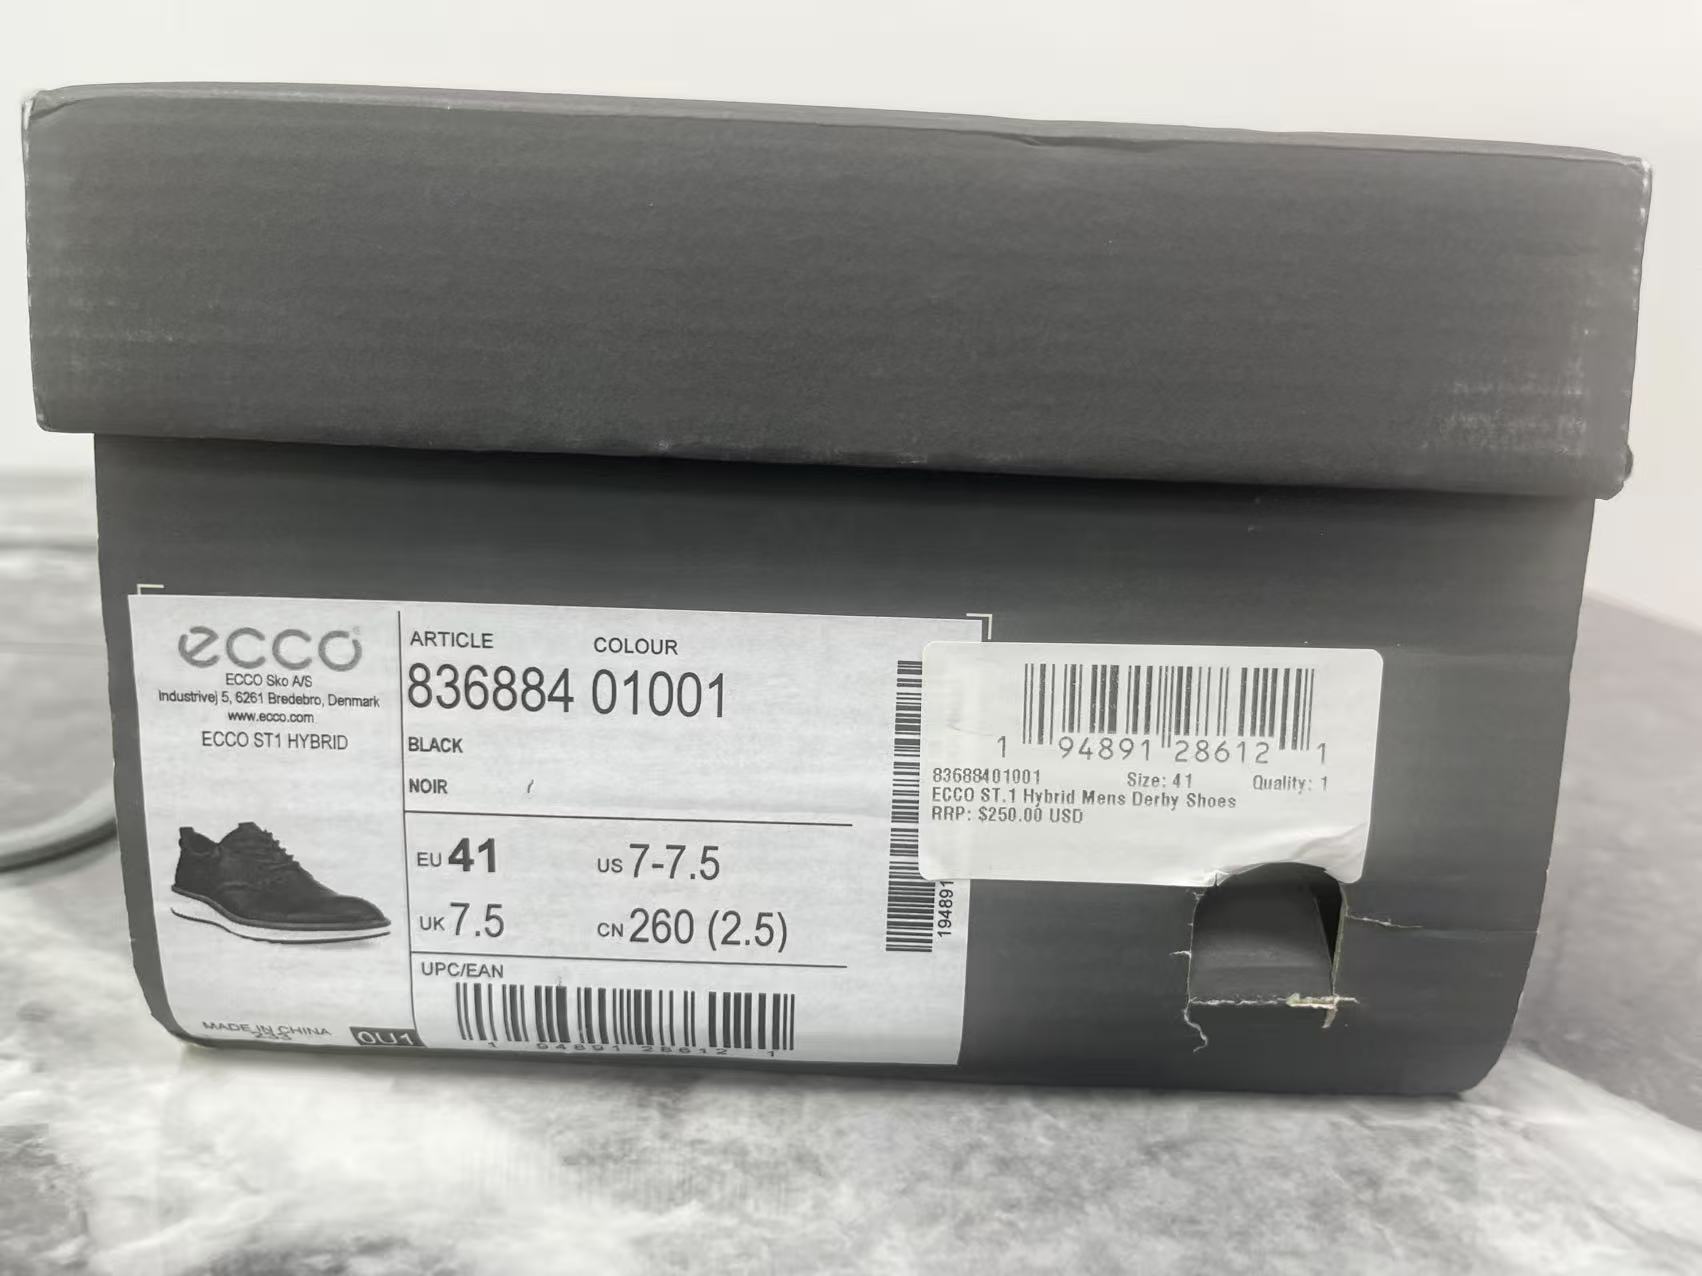 ecco
ECCO Sko A/S
Industrivej 5, 6261 Bredebro, Denmark
www.ecco.com
ECCO ST1 HYBRID
MADE IN CHINA
0U1
ARTICLE COLOUR
836884 01001
BLACK
NOIR
EU 41 US 7-7.5
UK 7.5 CN 260 (2.5)
UPC/EAN
1 94891 28612 1
194891
1 94891 28612 1
83688401001 Size: 41 Quality: 1
ECCO ST.1 Hybrid Mens Derby Shoes
RRP: $250.00 USD